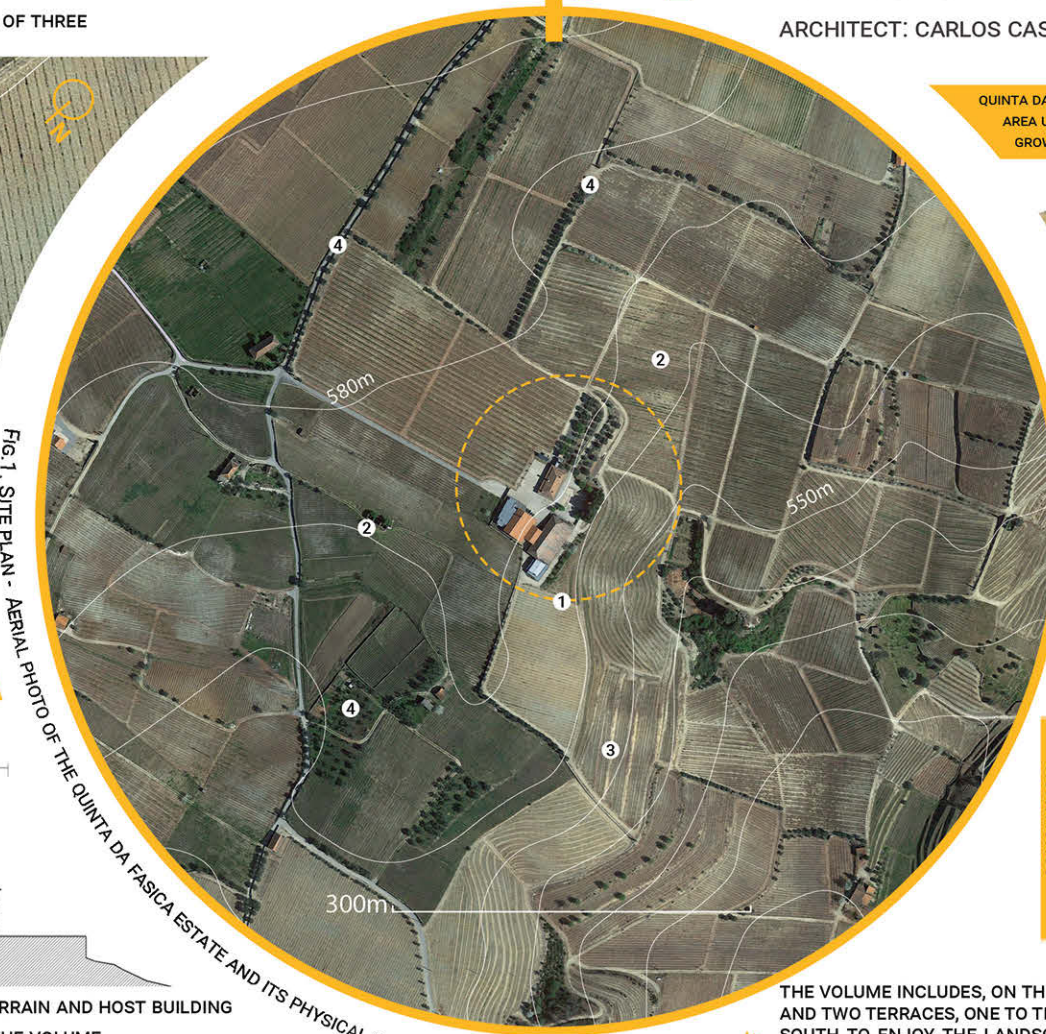 OF THREE
ARCHITECT: CARLOS CAS
QUINTA DA
AREA U
GROW
N
4
4
2
580m
550m
2
1
4
3
300m
FIG.1, SITE PLAN - AERIAL PHOTO OF THE QUINTA DA FASICA ESTATE AND ITS PHYSICAL
RRAIN AND HOST BUILDING
THE VOLUME INCLUDES, ON TH
AND TWO TERRACES, ONE TO TH